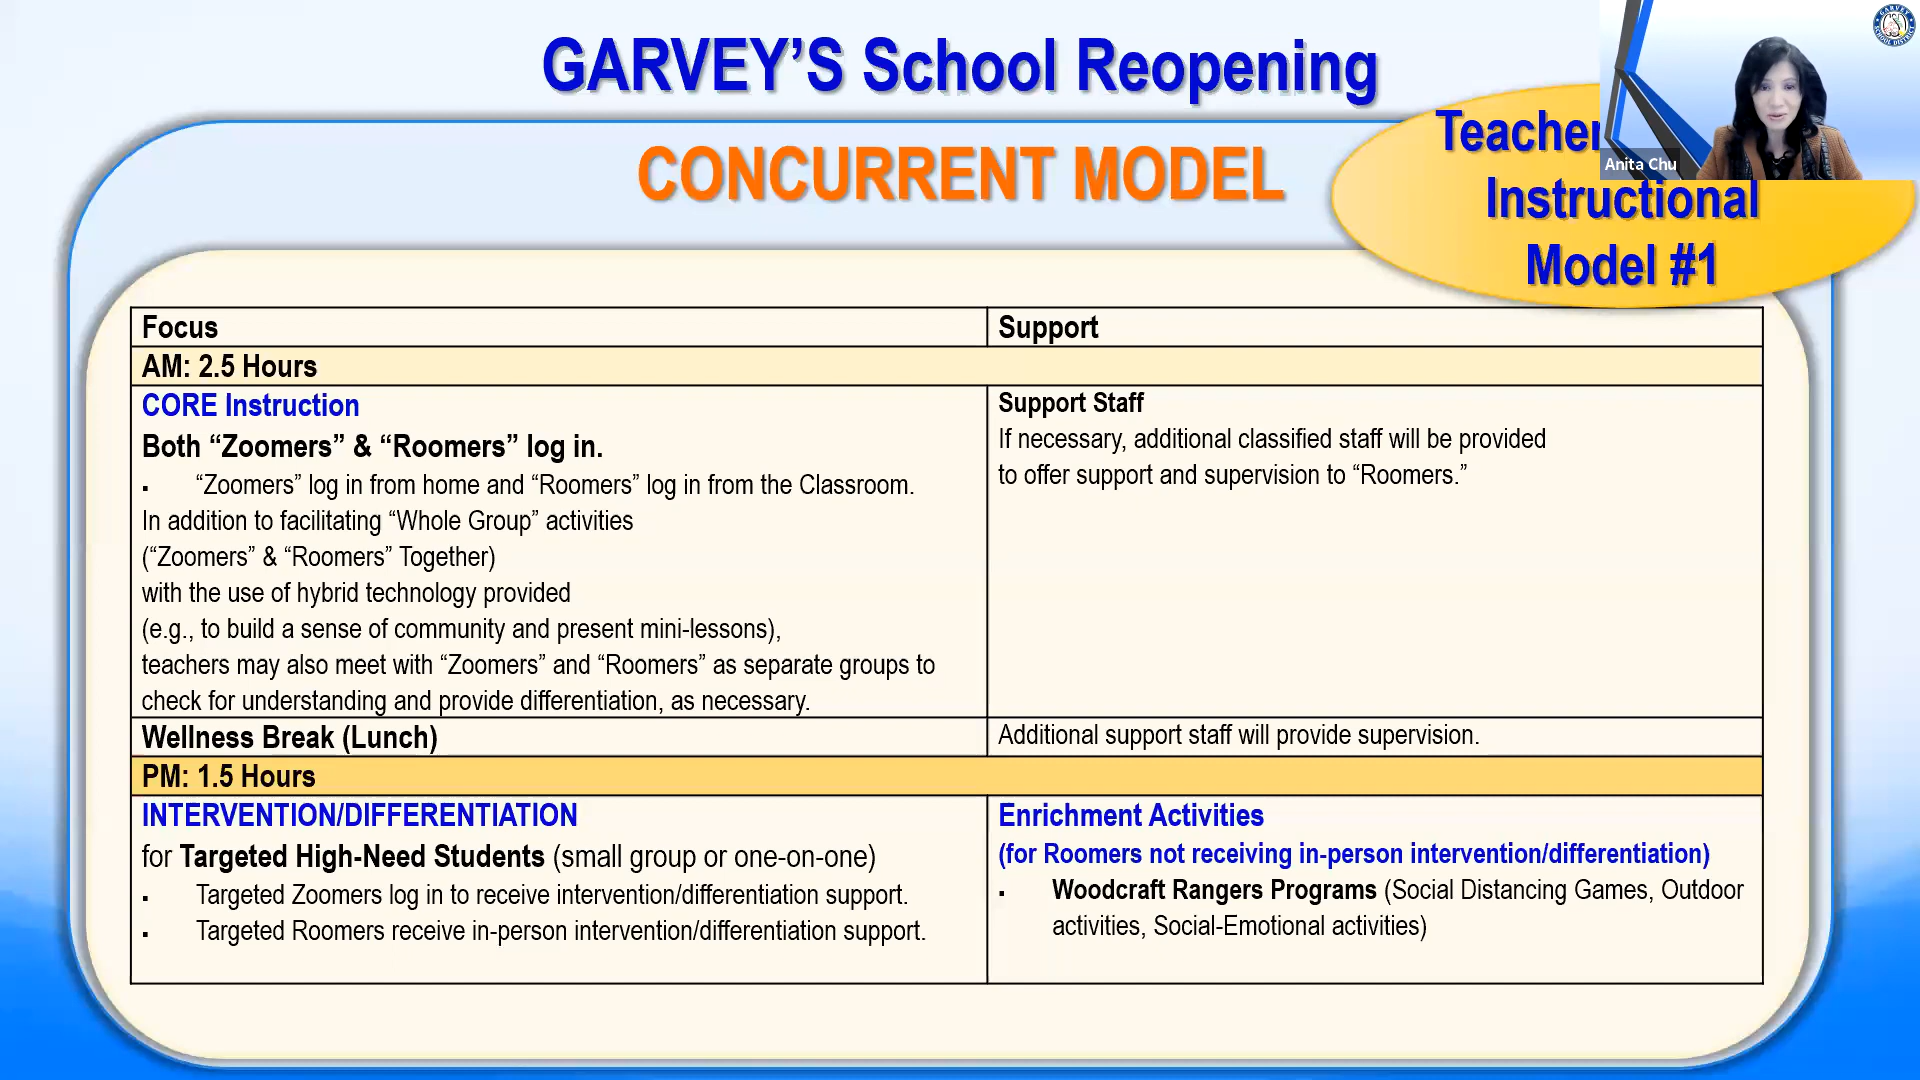 GARVEY’S School Reopening
CONCURRENT MODEL
Teacher
Instructional
Model #1
Anita Chu
GARVEY
SCHOOL DISTRICT
Focus
Support
AM: 2.5 Hours
CORE Instruction
Both “Zoomers” & “Roomers” log in.
▪ “Zoomers” log in from home and “Roomers” log in from the Classroom.
In addition to facilitating “Whole Group” activities
(“Zoomers” & “Roomers” Together)
with the use of hybrid technology provided
(e.g., to build a sense of community and present mini-lessons),
teachers may also meet with “Zoomers” and “Roomers” as separate groups to
check for understanding and provide differentiation, as necessary.
Support Staff
If necessary, additional classified staff will be provided
to offer support and supervision to “Roomers.”
Wellness Break (Lunch)
Additional support staff will provide supervision.
PM: 1.5 Hours
INTERVENTION/DIFFERENTIATION
for Targeted High-Need Students (small group or one-on-one)
▪ Targeted Zoomers log in to receive intervention/differentiation support.
▪ Targeted Roomers receive in-person intervention/differentiation support.
Enrichment Activities
(for Roomers not receiving in-person intervention/differentiation)
▪ Woodcraft Rangers Programs (Social Distancing Games, Outdoor
activities, Social-Emotional activities)